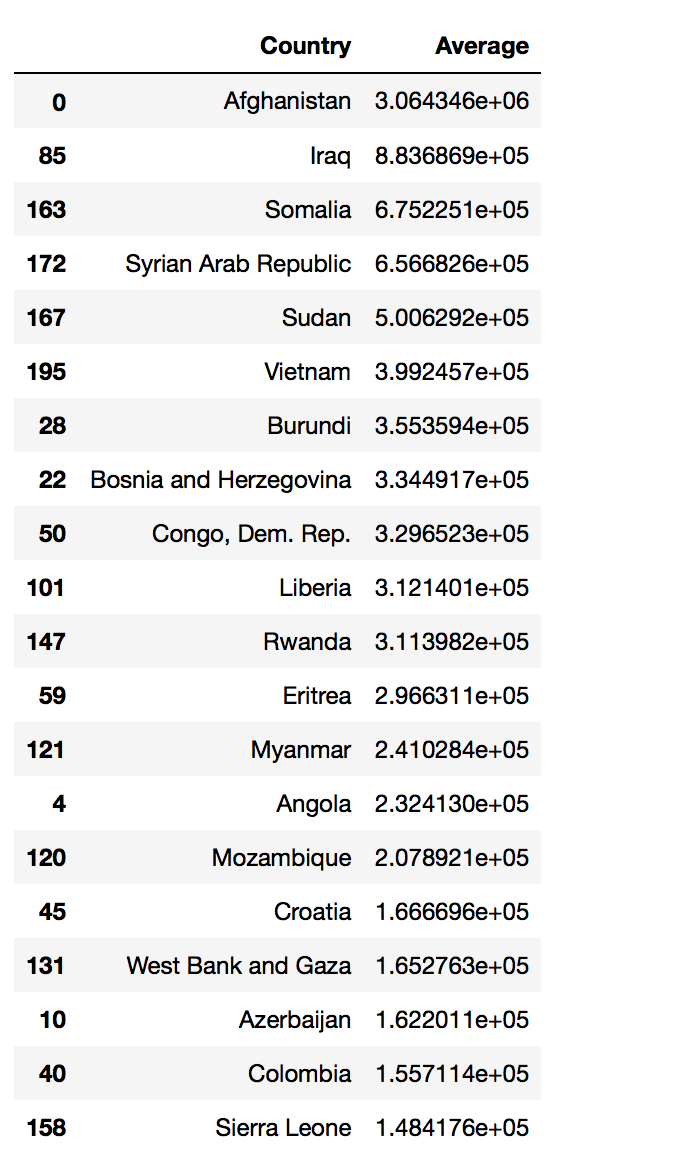 Country Average
0 Afghanistan 3.064346e+06
85 Iraq 8.836869e+05
163 Somalia 6.752251e+05
172 Syrian Arab Republic 6.566826e+05
167 Sudan 5.006292e+05
195 Vietnam 3.992457e+05
28 Burundi 3.553594e+05
22 Bosnia and Herzegovina 3.344917e+05
50 Congo, Dem. Rep. 3.296523e+05
101 Liberia 3.121401e+05
147 Rwanda 3.113982e+05
59 Eritrea 2.966311e+05
121 Myanmar 2.410284e+05
4 Angola 2.324130e+05
120 Mozambique 2.078921e+05
45 Croatia 1.666696e+05
131 West Bank and Gaza 1.652763e+05
10 Azerbaijan 1.622011e+05
40 Colombia 1.557114e+05
158 Sierra Leone 1.484176e+05